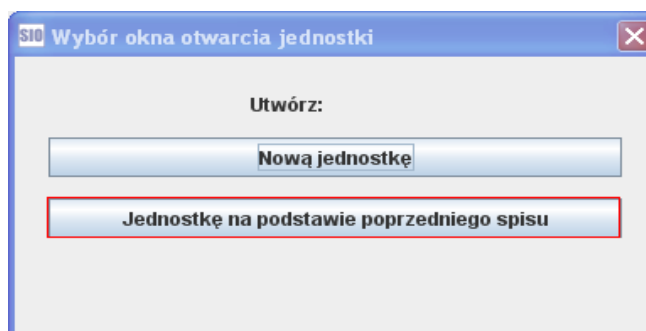 SIO Wybór okna otwarcia jednostki
Utwórz:
Nową jednostkę
Jednostkę na podstawie poprzedniego spisu